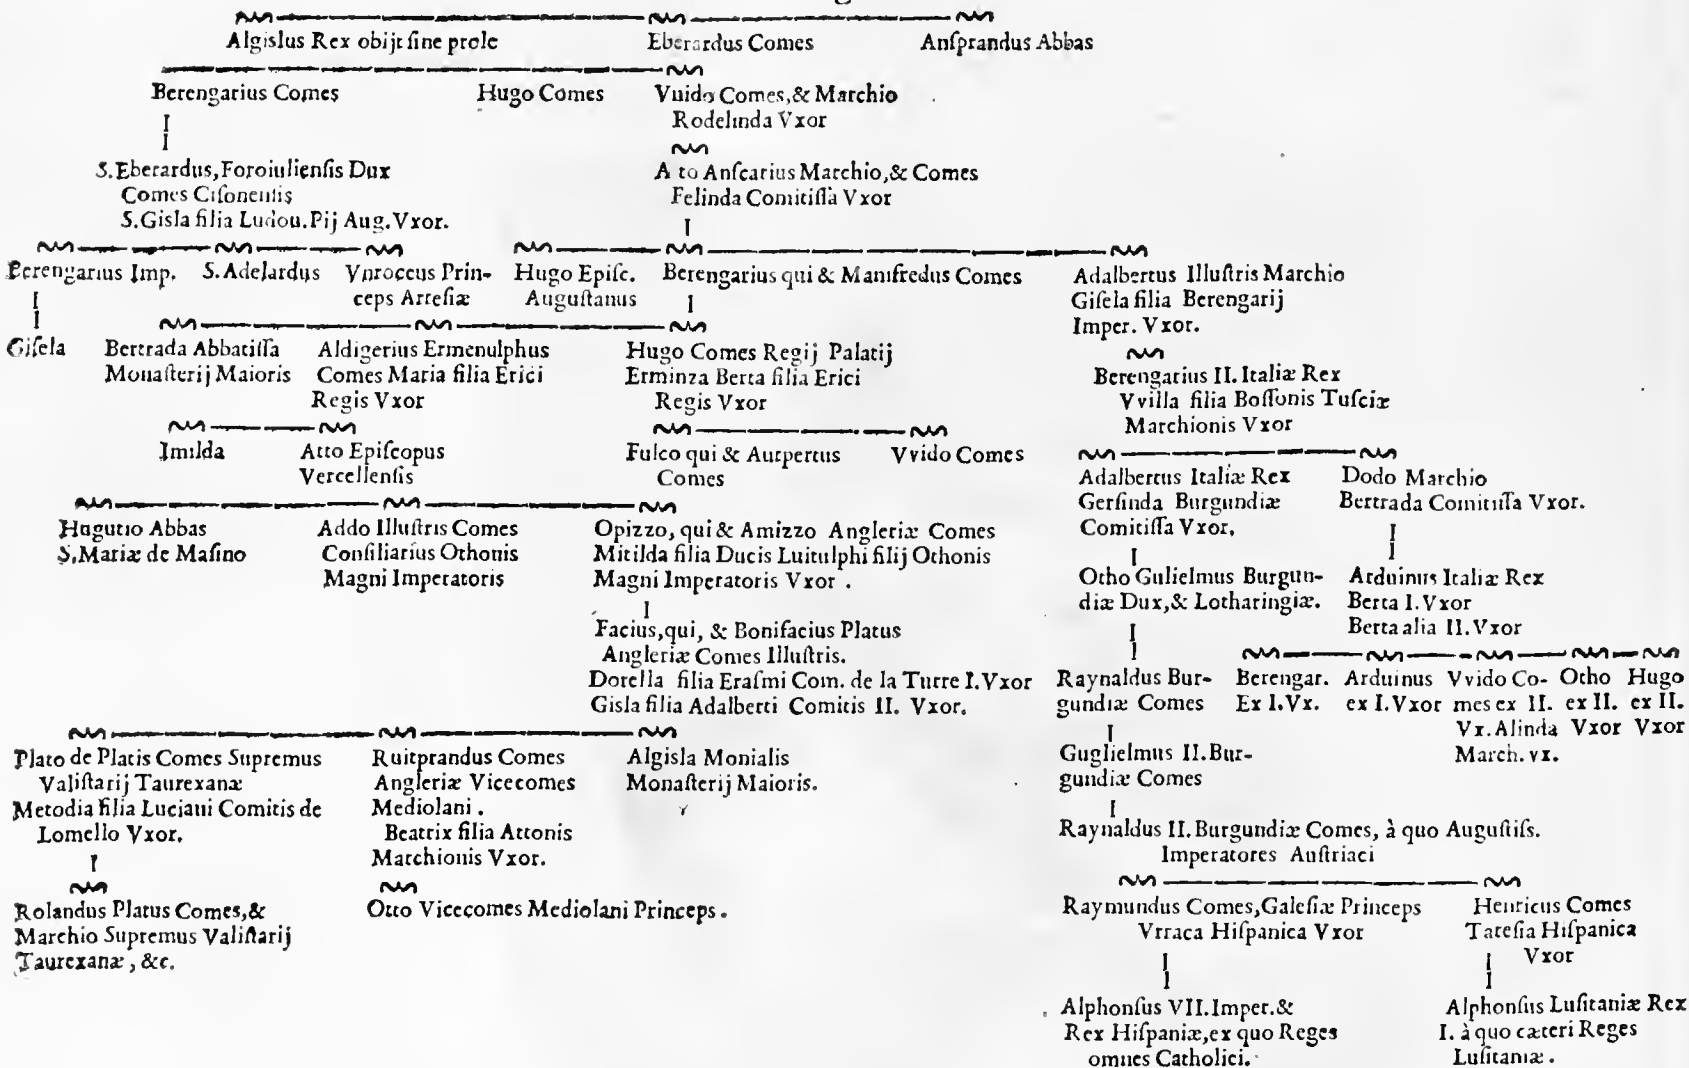 Algislus Rex obijt sine prole
Eberardus Comes
Anſprandus Abbas
Berengarius Comes
Hugo Comes
Vuido Comes,& Marchio
Rodelinda Vxor
S.Eberardus,Foroiulienſis Dux
Comes Ciſonenſis
S.Gisla filia Ludou.Pij Aug.Vxor.
A to Anſcarius Marchio,& Comes
Felinda Comitiſſà Vxor
Berengarius Imp.
S.Adelardus
Vnroceus Prin-
ceps Arreſiæ
Hugo Epiſc.
Auguſtanus
Berengarius qui & Manifredus Comes
Adalbertus Illuſtris Marchio
Giſela filia Berengarij
Imper. Vxor.
Giſela
Bertrada Abbatiſſa
Monaſterij Maioris
Aldigerius Ermenulphus
Comes Maria filia Erici
Regis Vxor
Hugo Comes Regij Palatij
Erminza Berta filia Erici
Regis Vxor
Berengarius II. Italiæ Rex
Vvilla filia Boſſonis Tuſciæ
Marchionis Vxor
Imilda
Atto Epiſcopus
Vercellenſis
Fulco qui & Autpertus
Comes
Vvido Comes
Adalbertus Italiæ Rex
Gerſinda Burgundiæ
Comitiſſa Vxor.
Dodo Marchio
Bertrada Comitiſſa Vxor.
Hugutio Abbas
S.Mariæ de Maſino
Addo Illuſtris Comes
Conſiliarius Othonis
Magni Imperatoris
Opizzo, qui & Amizzo Angleriæ Comes
Mitilda filia Ducis Luitulphi filij Othonis
Magni Imperatoris Vxor .
Otho Gulielmus Burgun-
diæ Dux,& Lotharingiæ.
Arduinus Italiæ Rex
Berta I.Vxor
Berta alia II.Vxor
Facius,qui, & Bonifacius Platus
Angleriæ Comes Illuſtris.
Dorella filia Eraſmi Com. de la Turre I.Vxor
Gisla filia Adalberti Comitis II. Vxor.
Raynaldus Bur-
gundiæ Comes
Berengar.
Ex I.Vx.
Arduinus
ex I.Vxor
Vvido Co-
mes ex II.
Vx.Alinda
March.vx.
Otho
ex II.
Vxor
Hugo
ex II.
Vxor
Plato de Platis Comes Supremus
Valiſtarij Taurexanæ
Metodia filia Luciani Comitis de
Lomello Vxor.
Ruitprandus Comes
Angleriæ Vicecomes
Mediolani .
Beatrix filia Attonis
Marchionis Vxor.
Algisla Monialis
Monaſterij Maioris.
Guglielmus II.Bur-
gundiæ Comes
Raynaldus II.Burgundiæ Comes, à quo Auguſtiſs.
Imperatores Auſtriaci
Rolandus Platus Comes,&
Marchio Supremus Valiſtarij
Taurexanæ, &c.
Otto Vicecomes Mediolani Princeps .
Raymundus Comes,Galeſiæ Princeps
Vrraca Hiſpanica Vxor
Henricus Comes
Tareſia Hiſpanica
Vxor
Alphonſus VII.Imper.&
Rex Hiſpaniæ,ex quo Reges
omnes Catholici.
Alphonſus Luſitaniæ Rex
I. à quo cæteri Reges
Luſitaniæ .